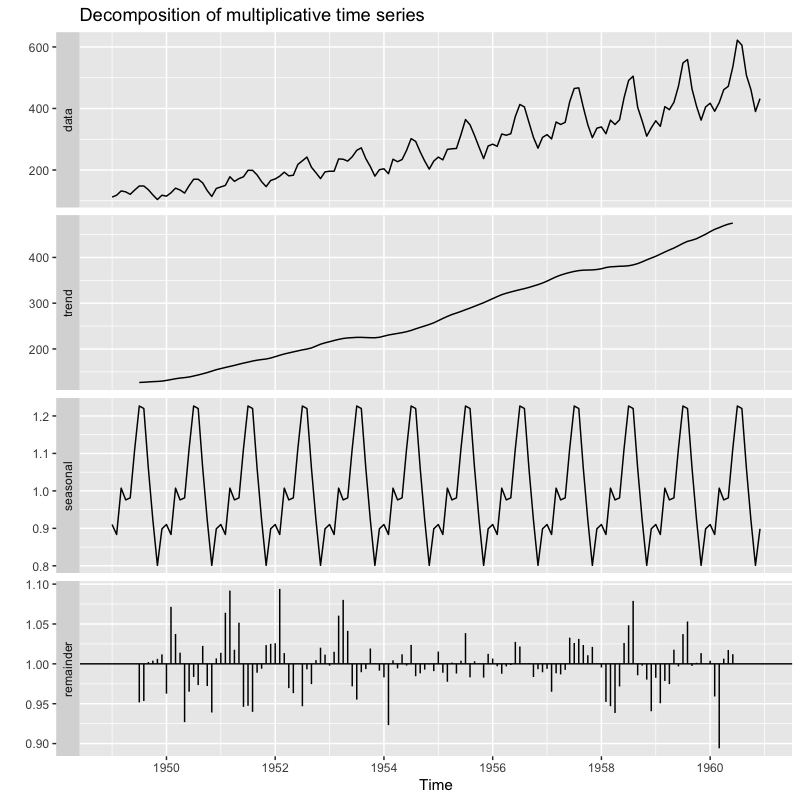 Decomposition of multiplicative time series
600
400
200
data
400
300
200
trend
1.2
1.1
1.0
0.9
0.8
seasonal
1.10
1.05
1.00
0.95
0.90
remainder
1950 1952 1954 1956 1958 1960
Time